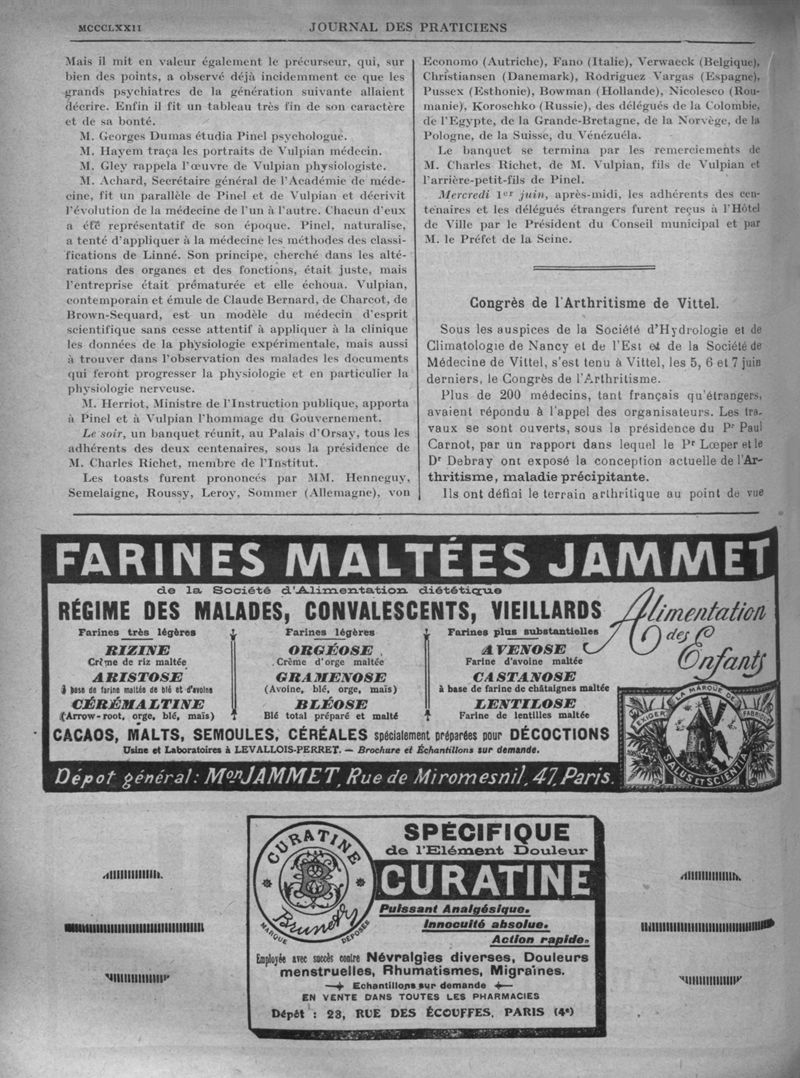 MCCCLXXII
JOURNAL DES PRATICIENS
Mais il mit en valeur également le précurseur, qui, sur
bien des points, a observé déjà incidemment ce que les
grands psychiatres de la génération suivante allaient
décrire. Enfin il fit un tableau très fin de son caractère
et de sa bonté.
M. Georges Dumas étudia Pinel psychologue.
M. Hayem traça les portraits de Vulpian médecin.
M. Gley rappela l'œuvre de Vulpian physiologiste.
M. Achard, Secrétaire général de l'Académie de méde-
cine, fit un parallèle de Pinel et de Vulpian et décrivit
l'évolution de la médecine de l'un à l'autre. Chacun d'eux
a été représentatif de son époque. Pinel, naturalise,
a tenté d'appliquer à la médecine les méthodes des classi-
fications de Linné. Son principe, cherché dans les alté-
rations des organes et des fonctions, était juste, mais
l'entreprise était prématurée et elle échoua. Vulpian,
contemporain et émule de Claude Bernard, de Charcot, de
Brown-Sequard, est un modèle du médecin d'esprit
scientifique sans cesse attentif à appliquer à la clinique
les données de la physiologie expérimentale, mais aussi
à trouver dans l'observation des malades les documents
qui feront progresser la physiologie et en particulier la
physiologie nerveuse.
M. Herriot, Ministre de l'Instruction publique, apporta
à Pinel et à Vulpian l'hommage du Gouvernement.
Le soir, un banquet réunit, au Palais d'Orsay, tous les
adhérents des deux centenaires, sous la présidence de
M. Charles Richet, membre de l'Institut.
Les toasts furent prononcés par MM. Henneguy,
Semelaigne, Roussy, Leroy, Sommer (Allemagne), von
Economo (Autriche), Fano (Italie), Verwaeck (Belgique),
Christiansen (Danemark), Rodriguez Vargas (Espagne),
Pussex (Esthonie), Bowman (Hollande), Nicolesco (Rou-
manie), Koroschko (Russie), des délégués de la Colombie,
de l'Egypte, de la Grande-Bretagne, de la Norvège, de la
Pologne, de la Suisse, du Vénézuéla.
Le banquet se termina par les remerciements de
M. Charles Richet, de M. Vulpian, fils de Vulpian et
l'arrière-petit-fils de Pinel.
Mercredi 1er juin, après-midi, les adhérents des cen-
tenaires et les délégués étrangers furent reçus à l'Hôtel
de Ville par le Président du Conseil municipal et par
M. le Préfet de la Seine.
Congrès de l'Arthritisme de Vittel.
Sous les auspices de la Société d'Hydrologie et de
Climatologie de Nancy et de l'Est et de la Société de
Médecine de Vittel, s'est tenu à Vittel, les 5, 6 et 7 juin
derniers, le Congrès de l'Arthritisme.
Plus de 200 médecins, tant français qu'étrangers,
avaient répondu à l'appel des organisateurs. Les tra-
vaux se sont ouverts, sous la présidence du Pr Paul
Carnot, par un rapport dans lequel le Pr Lœper et le
Dr Debray ont exposé la conception actuelle de l'Ar-
thritisme, maladie précipitante.
Ils ont défini le terrain arthritique au point de vue
FARINES MALTÉES JAMMET
de la Société d'Alimentation diététique
RÉGIME DES MALADES, CONVALESCENTS, VIEILLARDS
Alimentation
des
Enfants
Farines très légères
RIZINE
Crème de riz maltée
ARISTOSE
à base de farine maltée de blé et d'avoine
CÉRÉMALTINE
(Arrow-root, orge, blé, maïs)
Farines légères
ORGÉOSE
Crème d'orge maltée
GRAMENOSE
(Avoine, blé, orge, maïs)
BLÉOSE
Blé total préparé et malté
Farines plus substantielles
AVENOSE
Farine d'avoine maltée
CASTANOSE
à base de farine de châtaignes maltée
LENTILOSE
Farine de lentilles maltée
CACAOS, MALTS, SEMOULES, CÉRÉALES spécialement préparées pour DÉCOCTIONS
Usine et Laboratoires à LEVALLOIS-PERRET. — Brochure et Échantillons sur demande.
Dépot général: Mon JAMMET, Rue de Miromesnil, 47, Paris.
EXIGER LA MARQUE DE FABRIQUE
SALUS ET SCIENTIA
CURATINE
B
Brunety
MARQUE DÉPOSÉE
SPÉCIFIQUE
de l'Elément Douleur
CURATINE
Puissant Analgésique.
Innocuité absolue.
Action rapide.
Employée avec succès contre Névralgies diverses, Douleurs
menstruelles, Rhumatismes, Migraines.
Echantillons sur demande
EN VENTE DANS TOUTES LES PHARMACIES
Dépêt : 23, RUE DES ÉCOUFFES, PARIS (4e)